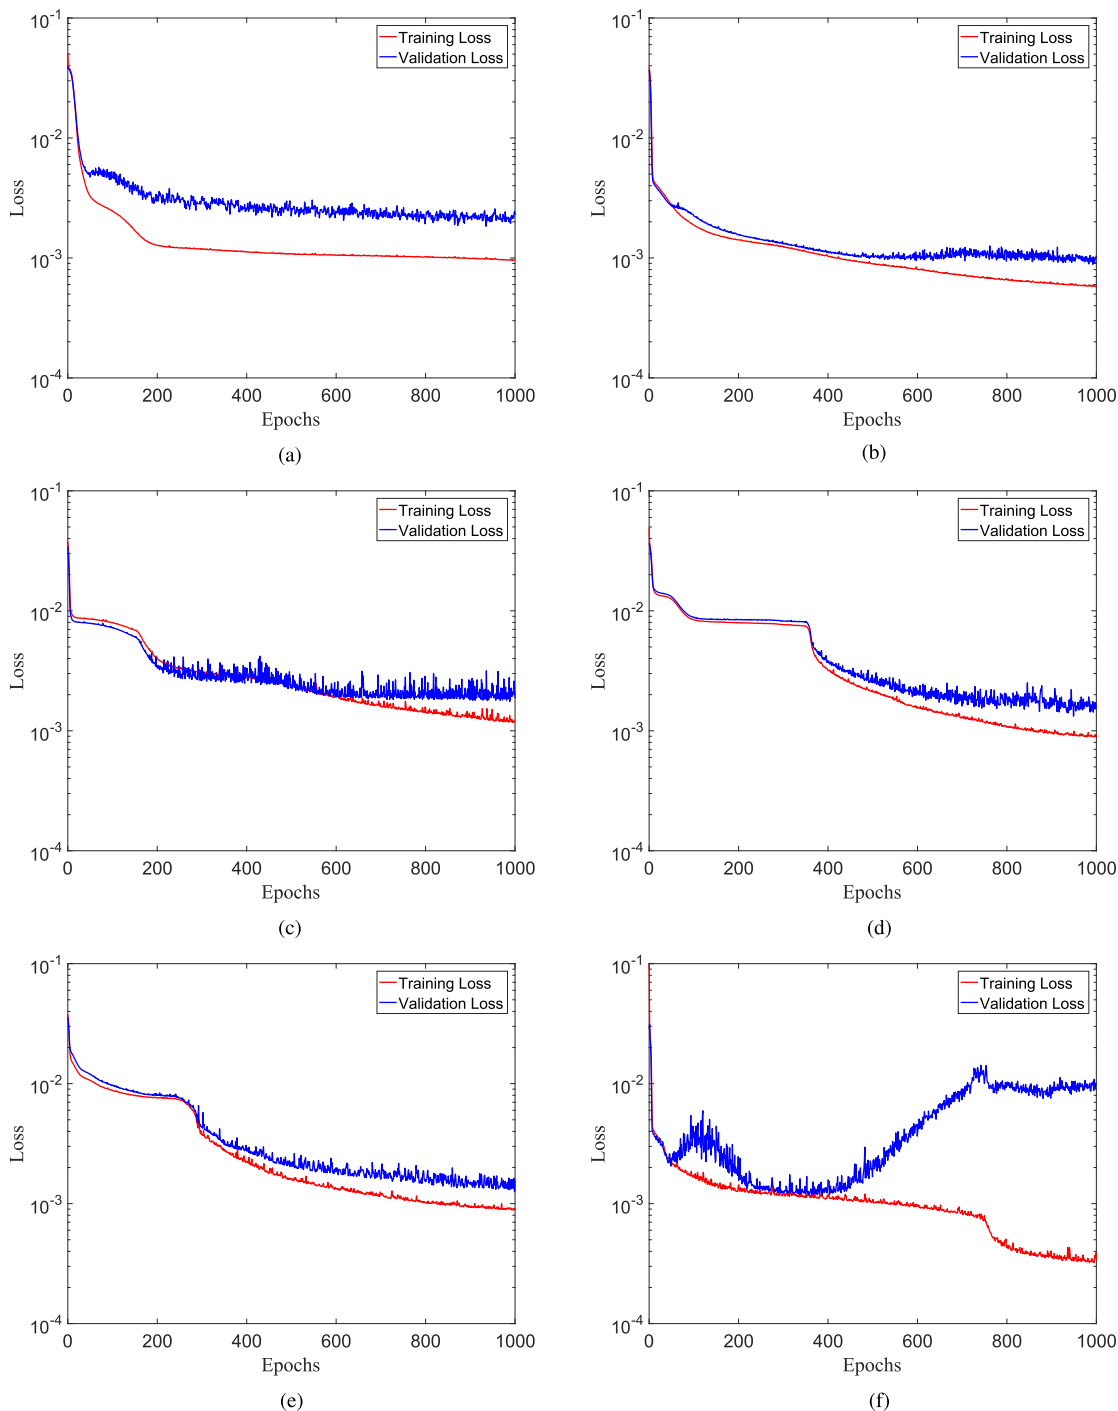 10-1
Training Loss
Validation Loss
10-2
Loss
10-3
10-4
0 200 400 600 800 1000
Epochs
(a)
10-1
Training Loss
Validation Loss
10-2
Loss
10-3
10-4
0 200 400 600 800 1000
Epochs
(b)
10-1
Training Loss
Validation Loss
10-2
Loss
10-3
10-4
0 200 400 600 800 1000
Epochs
(c)
10-1
Training Loss
Validation Loss
10-2
Loss
10-3
10-4
0 200 400 600 800 1000
Epochs
(d)
10-1
Training Loss
Validation Loss
10-2
Loss
10-3
10-4
0 200 400 600 800 1000
Epochs
(e)
10-1
Training Loss
Validation Loss
10-2
Loss
10-3
10-4
0 200 400 600 800 1000
Epochs
(f)